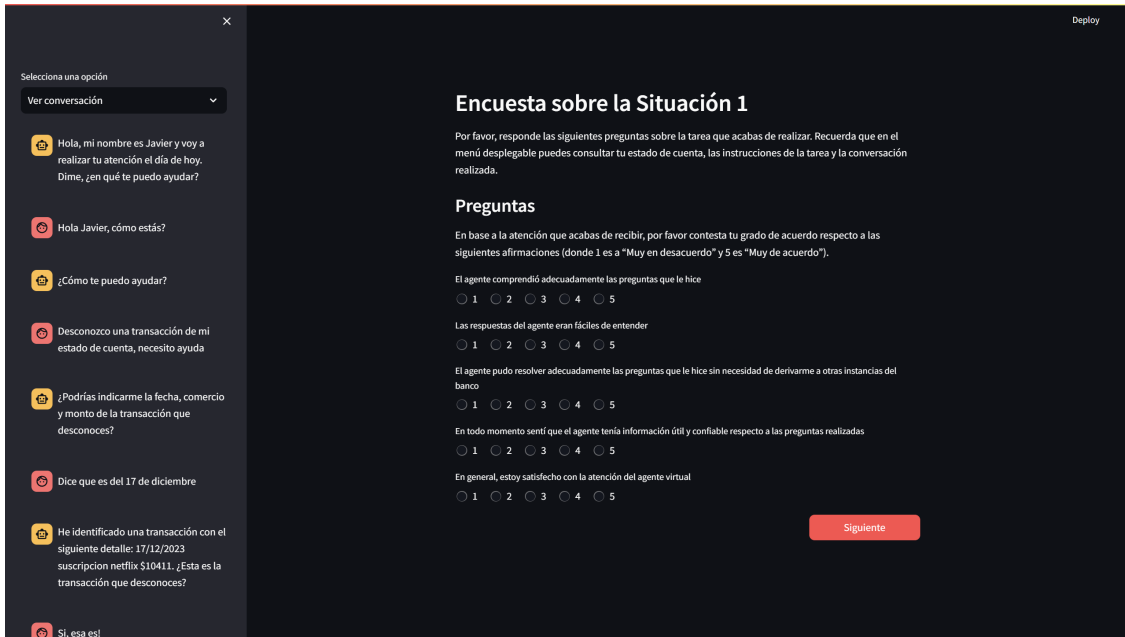 Deploy
Selecciona una opción
Ver conversación
Hola, mi nombre es Javier y voy a
realizar tu atención el día de hoy.
Dime, ¿en qué te puedo ayudar?
Hola Javier, cómo estás?
¿Cómo te puedo ayudar?
Desconozco una transacción de mi
estado de cuenta, necesito ayuda
¿Podrías indicarme la fecha, comercio
y monto de la transacción que
desconoces?
Dice que es del 17 de diciembre
He identificado una transacción con el
siguiente detalle: 17/12/2023
suscripcion netflix $10411. ¿Esta es la
transacción que desconoces?
Si, esa es!
Encuesta sobre la Situación 1
Por favor, responde las siguientes preguntas sobre la tarea que acabas de realizar. Recuerda que en el
menú desplegable puedes consultar tu estado de cuenta, las instrucciones de la tarea y la conversación
realizada.
Preguntas
En base a la atención que acabas de recibir, por favor contesta tu grado de acuerdo respecto a las
siguientes afirmaciones (donde 1 es a “Muy en desacuerdo” y 5 es “Muy de acuerdo”).
El agente comprendió adecuadamente las preguntas que le hice
1 2 3 4 5
Las respuestas del agente eran fáciles de entender
1 2 3 4 5
El agente pudo resolver adecuadamente las preguntas que le hice sin necesidad de derivarme a otras instancias del
banco
1 2 3 4 5
En todo momento sentí que el agente tenía información útil y confiable respecto a las preguntas realizadas
1 2 3 4 5
En general, estoy satisfecho con la atención del agente virtual
1 2 3 4 5
Siguiente